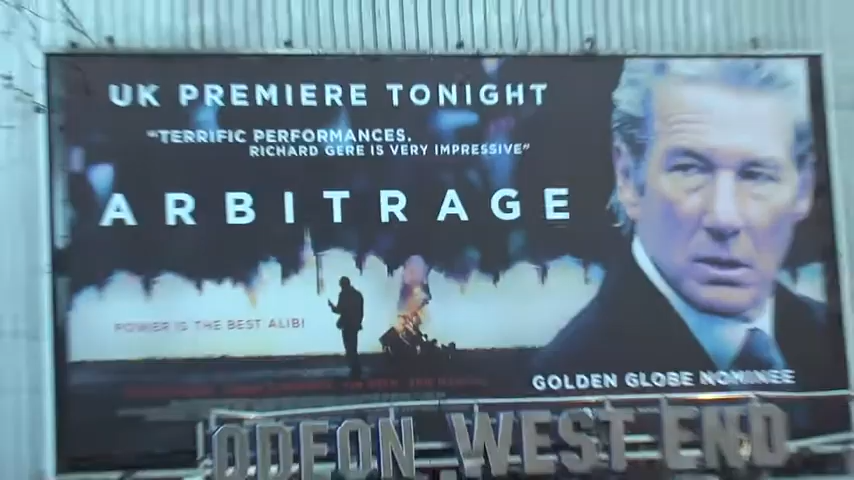 UK PREMIERE TONIGHT
"TERRIFIC PERFORMANCES.
RICHARD GERE IS VERY IMPRESSIVE"
ARBITRAGE
POWER IS THE BEST ALIBI
GOLDEN GLOBE NOMINEE
ODEON WEST END